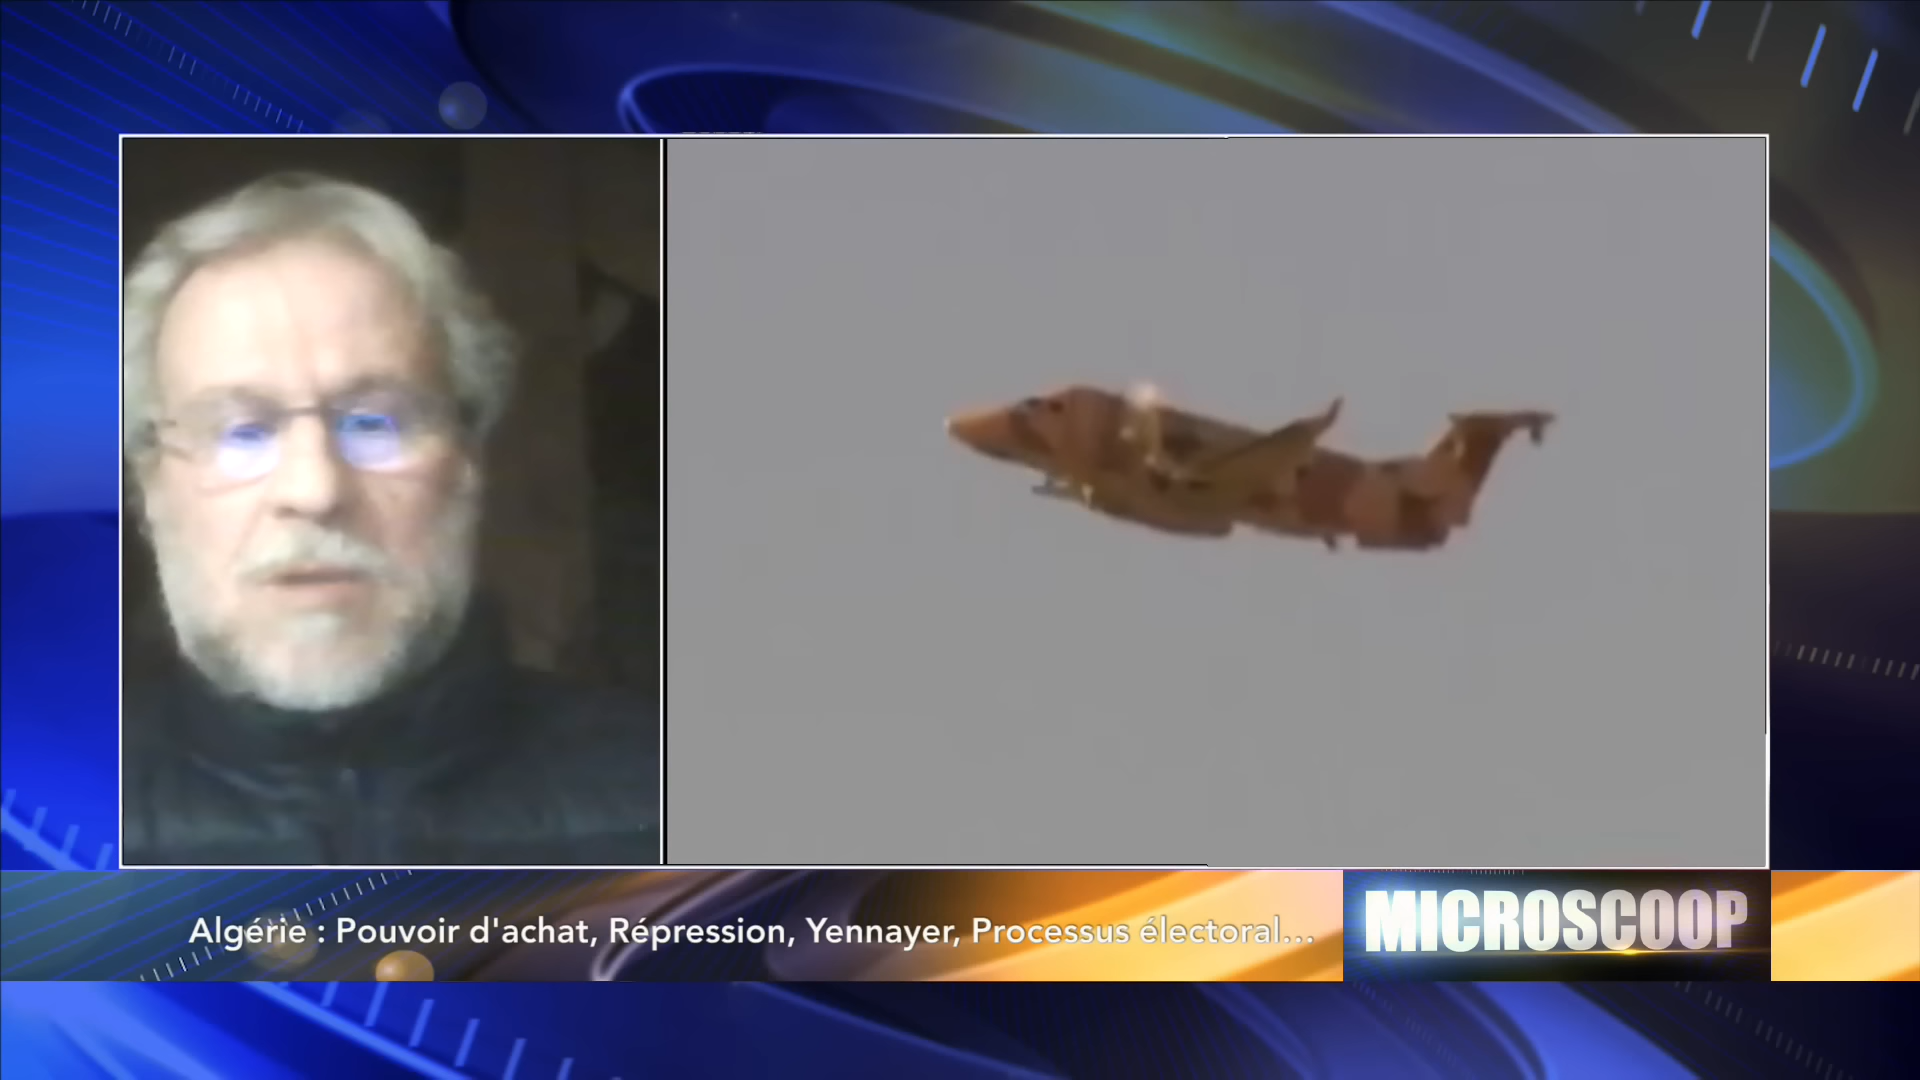 Algérie : Pouvoir d'achat, Répression, Yennayer, Processus électoral...
MICROSCOOP